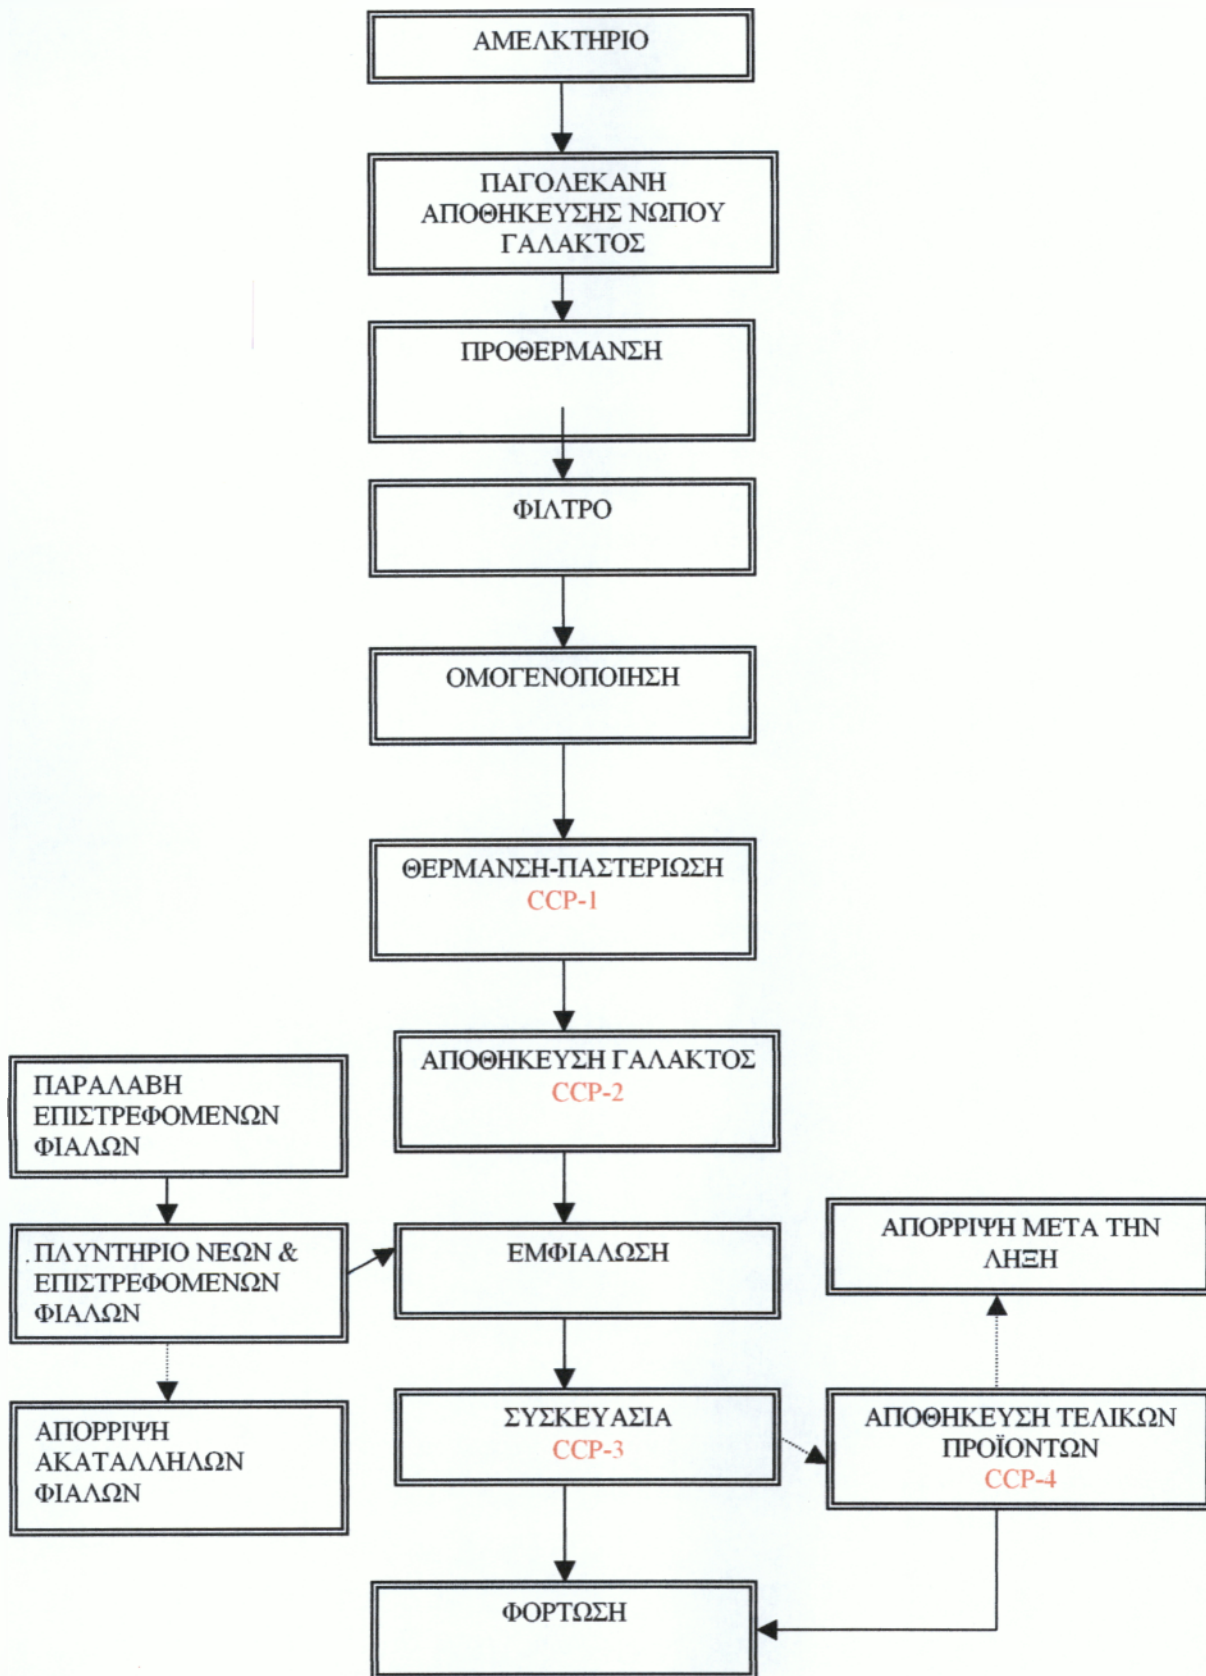 ΑΜΕΛΚΤΗΡΙΟ
ΠΑΓΟΛΕΚΑΝΗ
ΑΠΟΘΗΚΕΥΣΗΣ ΝΩΠΟΥ
ΓΑΛΑΚΤΟΣ
ΠΡΟΘΕΡΜΑΝΣΗ
ΦΙΛΤΡΟ
ΟΜΟΓΕΝΟΠΟΙΗΣΗ
ΘΕΡΜΑΝΣΗ-ΠΑΣΤΕΡΙΩΣΗ
CCP-1
ΑΠΟΘΗΚΕΥΣΗ ΓΑΛΑΚΤΟΣ
CCP-2
ΠΑΡΑΛΑΒΗ
ΕΠΙΣΤΡΕΦΟΜΕΝΩΝ
ΦΙΑΛΩΝ
ΠΛΥΝΤΗΡΙΟ ΝΕΩΝ &
ΕΠΙΣΤΡΕΦΟΜΕΝΩΝ
ΦΙΑΛΩΝ
ΕΜΦΙΑΛΩΣΗ
ΑΠΟΡΡΙΨΗ ΜΕΤΑ ΤΗΝ
ΛΗΞΗ
ΑΠΟΡΡΙΨΗ
ΑΚΑΤΑΛΛΗΛΩΝ
ΦΙΑΛΩΝ
ΣΥΣΚΕΥΑΣΙΑ
CCP-3
ΑΠΟΘΗΚΕΥΣΗ ΤΕΛΙΚΩΝ
ΠΡΟΪΟΝΤΩΝ
CCP-4
ΦΟΡΤΩΣΗ